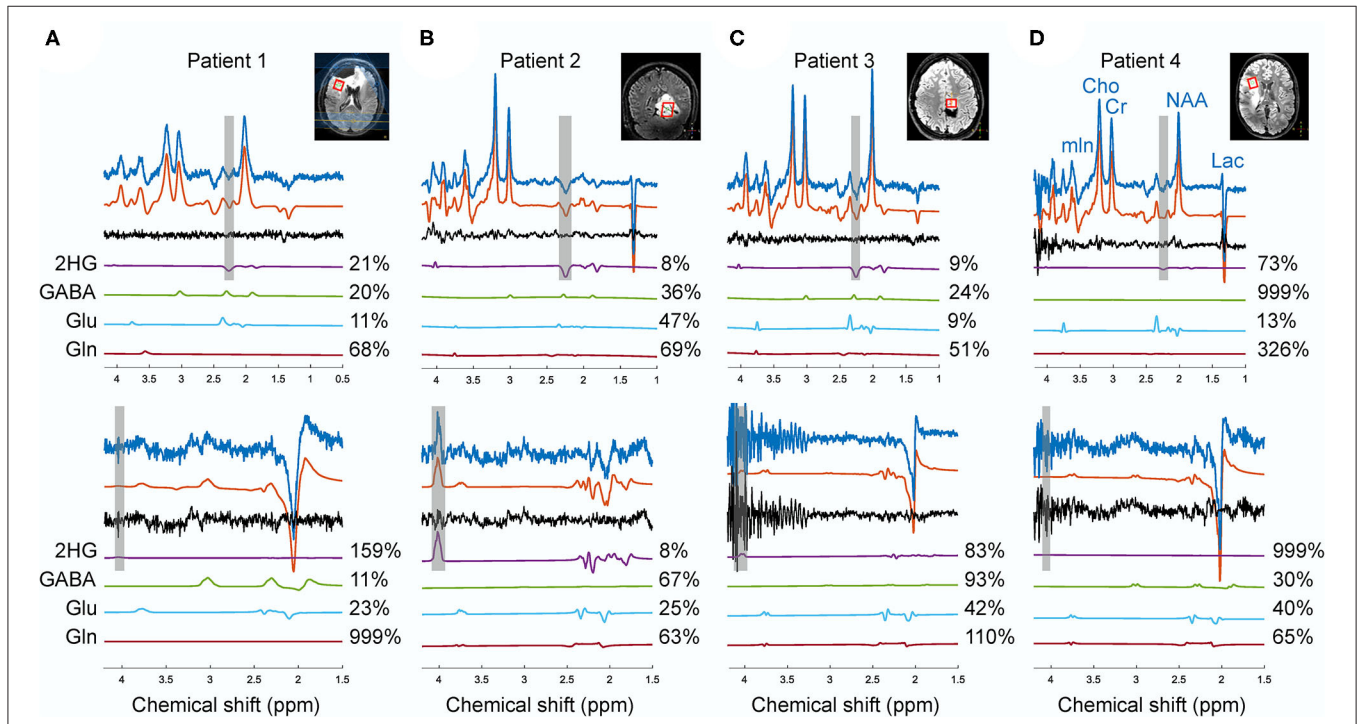 A B C D
Patient 1 Patient 2 Patient 3 Patient 4
Cho
Cr NAA
mIn Lac
2HG 21% 8% 9% 73%
GABA 20% 36% 24% 999%
Glu 11% 47% 9% 13%
Gln 68% 69% 51% 326%
4 3.5 3 2.5 2 1.5 1 0.5 4 3.5 3 2.5 2 1.5 1 4 3.5 3 2.5 2 1.5 1 4 3.5 3 2.5 2 1.5 1
2HG 159% 8% 83% 999%
GABA 11% 67% 93% 30%
Glu 23% 25% 42% 40%
Gln 999% 63% 110% 65%
4 3.5 3 2.5 2 1.5 4 3.5 3 2.5 2 1.5 4 3.5 3 2.5 2 1.5 4 3.5 3 2.5 2 1.5
Chemical shift (ppm) Chemical shift (ppm) Chemical shift (ppm) Chemical shift (ppm)